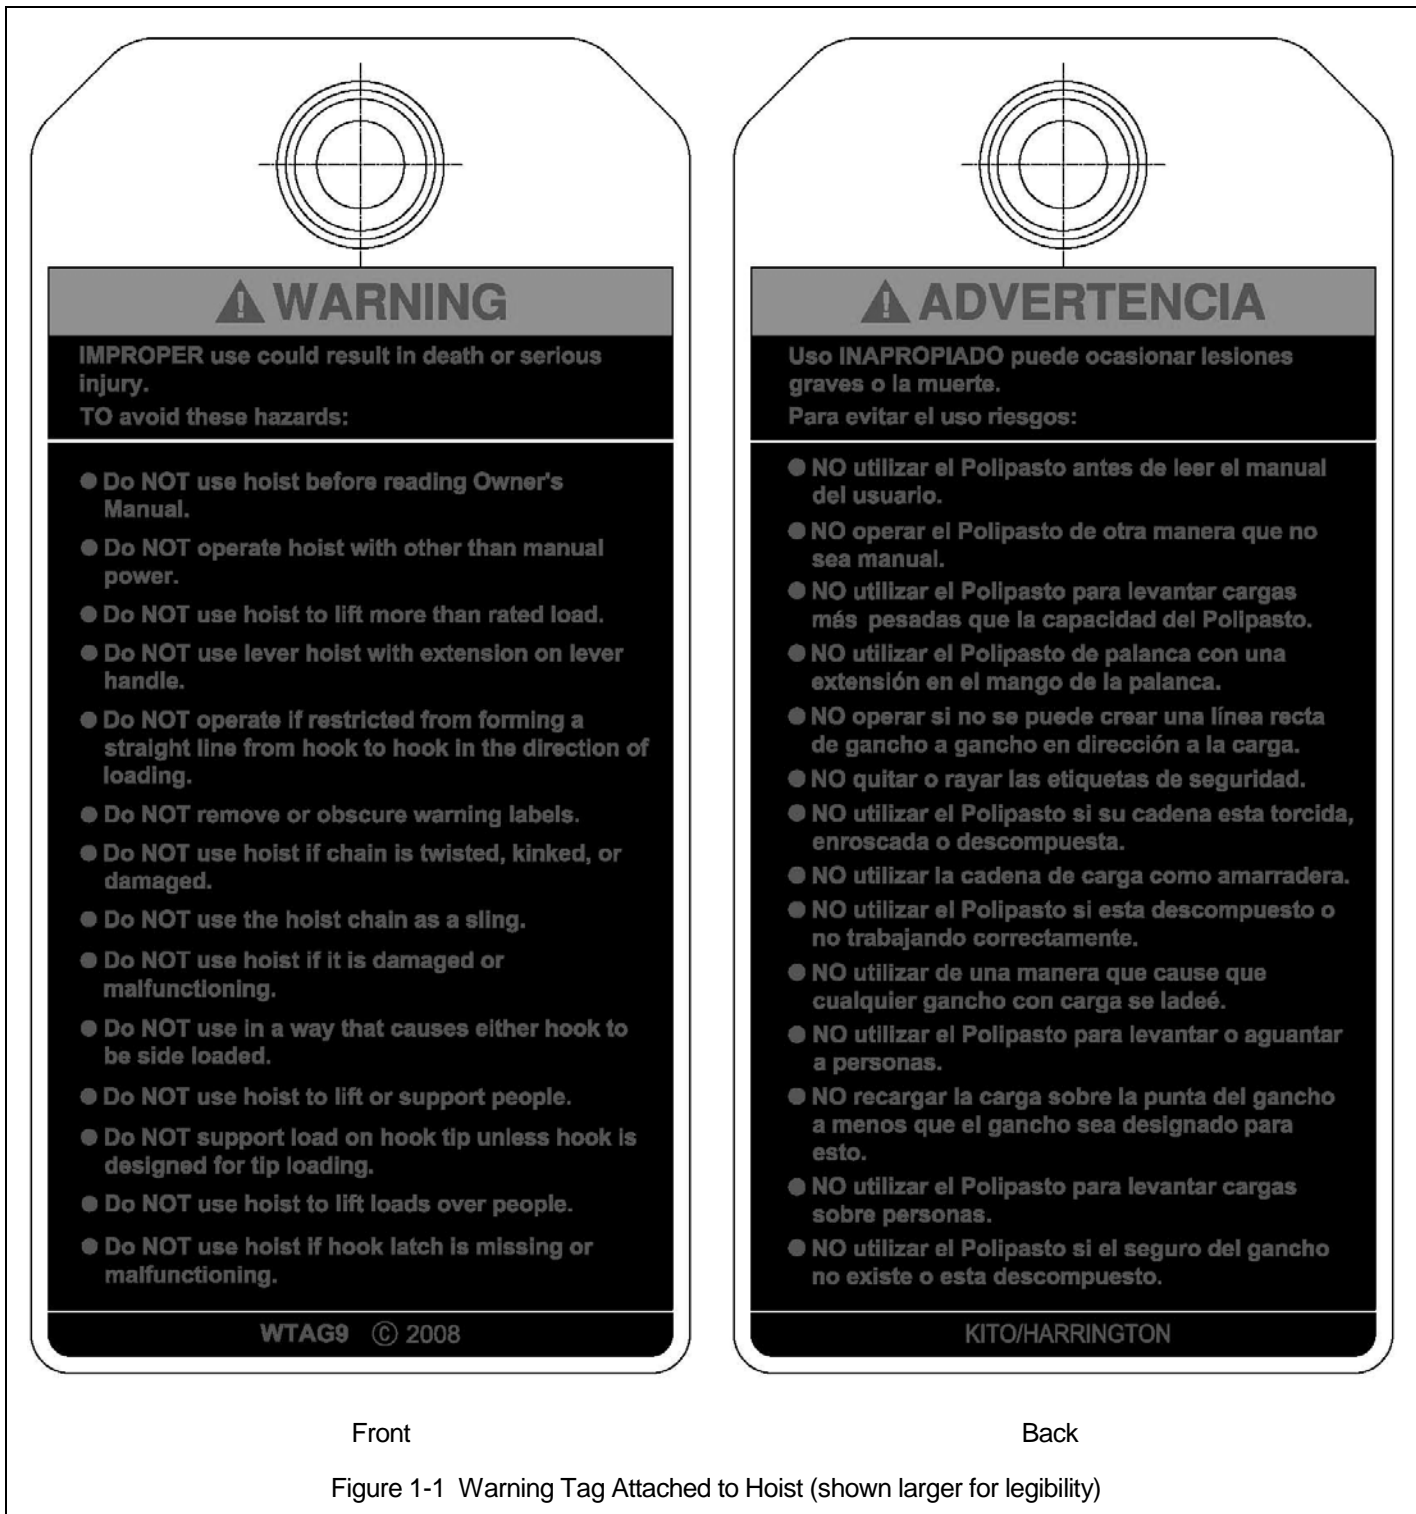 ⚠ WARNING
IMPROPER use could result in death or serious
injury.
TO avoid these hazards:
● Do NOT use hoist before reading Owner's
Manual.
● Do NOT operate hoist with other than manual
power.
● Do NOT use hoist to lift more than rated load.
● Do NOT use lever hoist with extension on lever
handle.
● Do NOT operate if restricted from forming a
straight line from hook to hook in the direction of
loading.
● Do NOT remove or obscure warning labels.
● Do NOT use hoist if chain is twisted, kinked, or
damaged.
● Do NOT use the hoist chain as a sling.
● Do NOT use hoist if it is damaged or
malfunctioning.
● Do NOT use in a way that causes either hook to
be side loaded.
● Do NOT use hoist to lift or support people.
● Do NOT support load on hook tip unless hook is
designed for tip loading.
● Do NOT use hoist to lift loads over people.
● Do NOT use hoist if hook latch is missing or
malfunctioning.
WTAG9 © 2008
Front
⚠ ADVERTENCIA
Uso INAPROPIADO puede ocasionar lesiones
graves o la muerte.
Para evitar el uso riesgos:
● NO utilizar el Polipasto antes de leer el manual
del usuario.
● NO operar el Polipasto de otra manera que no
sea manual.
● NO utilizar el Polipasto para levantar cargas
más pesadas que la capacidad del Polipasto.
● NO utilizar el Polipasto de palanca con una
extensión en el mango de la palanca.
● NO operar si no se puede crear una línea recta
de gancho a gancho en dirección a la carga.
● NO quitar o rayar las etiquetas de seguridad.
● NO utilizar el Polipasto si su cadena esta torcida,
enroscada o descompuesta.
● NO utilizar la cadena de carga como amarradera.
● NO utilizar el Polipasto si esta descompuesto o
no trabajando correctamente.
● NO utilizar de una manera que cause que
cualquier gancho con carga se ladeé.
● NO utilizar el Polipasto para levantar o aguantar
a personas.
● NO recargar la carga sobre la punta del gancho
a menos que el gancho sea designado para
esto.
● NO utilizar el Polipasto para levantar cargas
sobre personas.
● NO utilizar el Polipasto si el seguro del gancho
no existe o esta descompuesto.
KITO/HARRINGTON
Back
Figure 1-1 Warning Tag Attached to Hoist (shown larger for legibility)